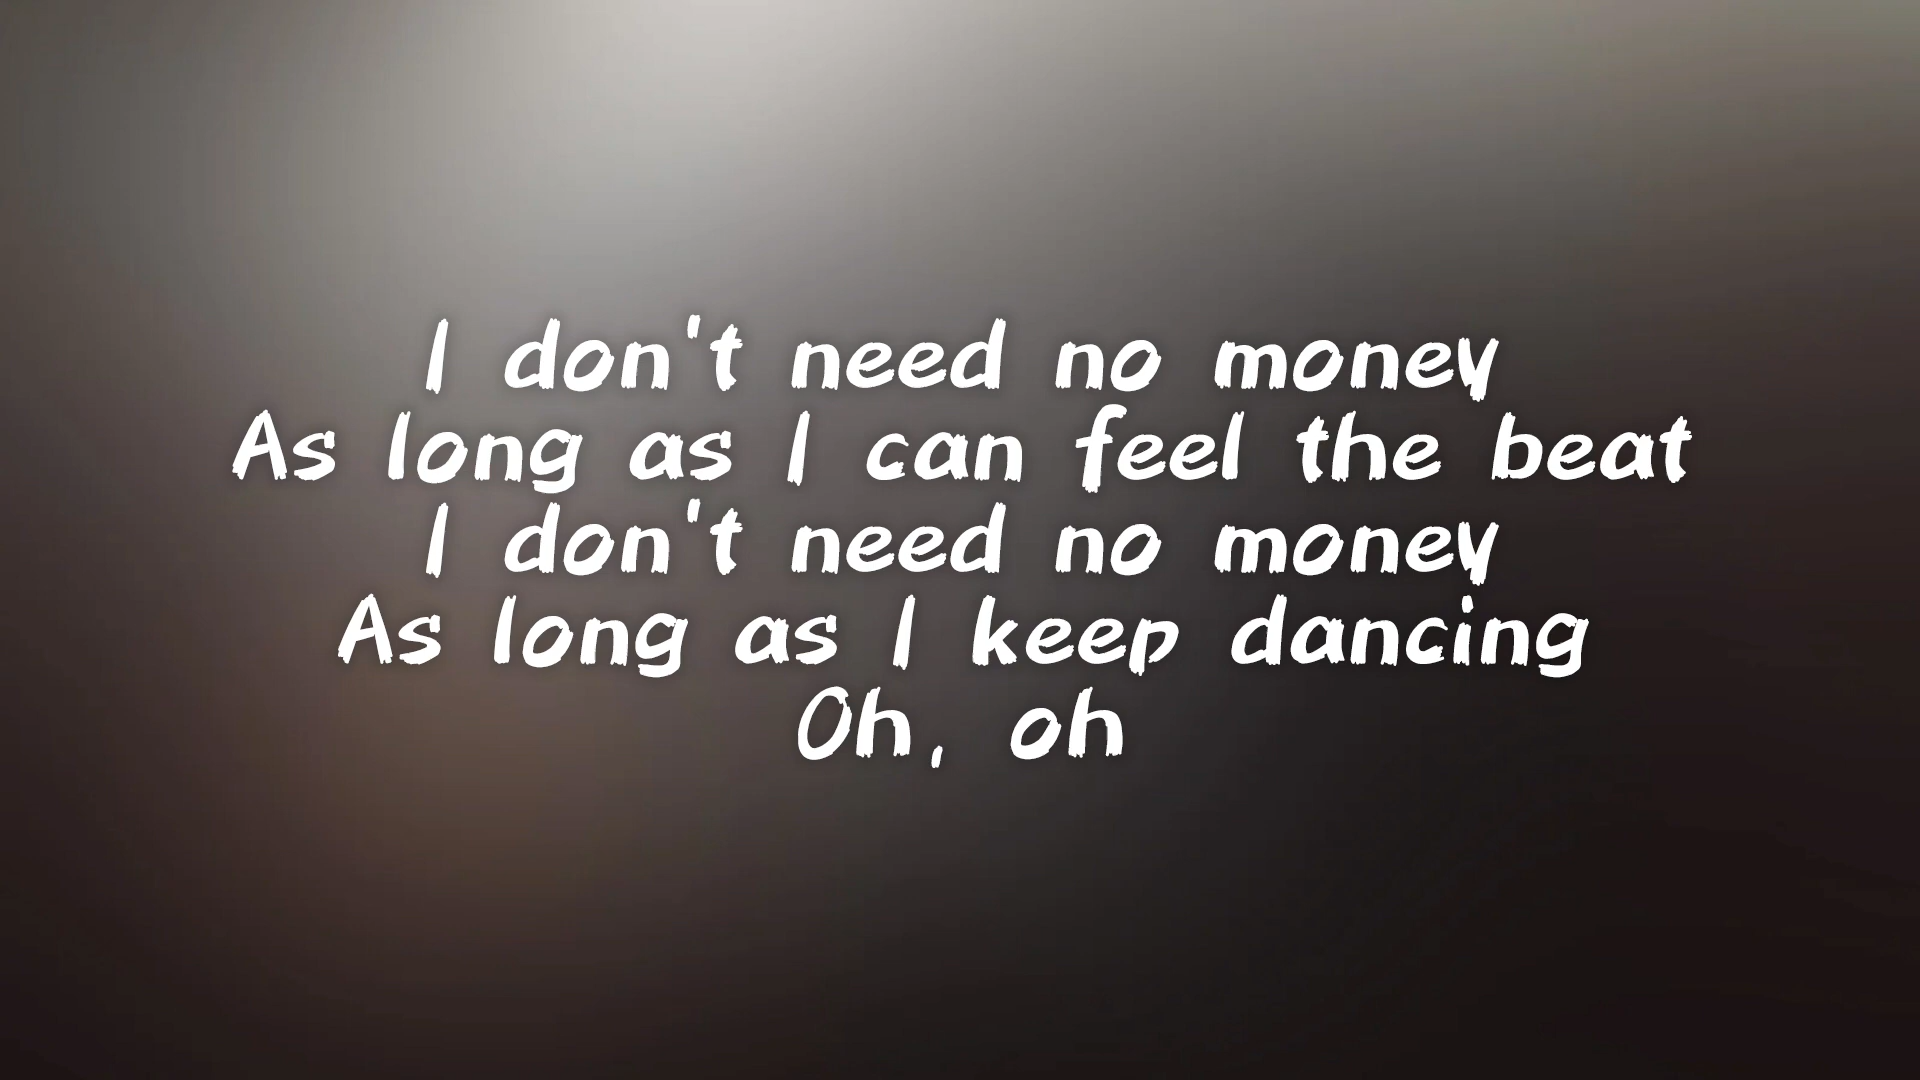 I don't need no money
As long as I can feel the beat
I don't need no money
As long as I keep dancing
Oh, oh